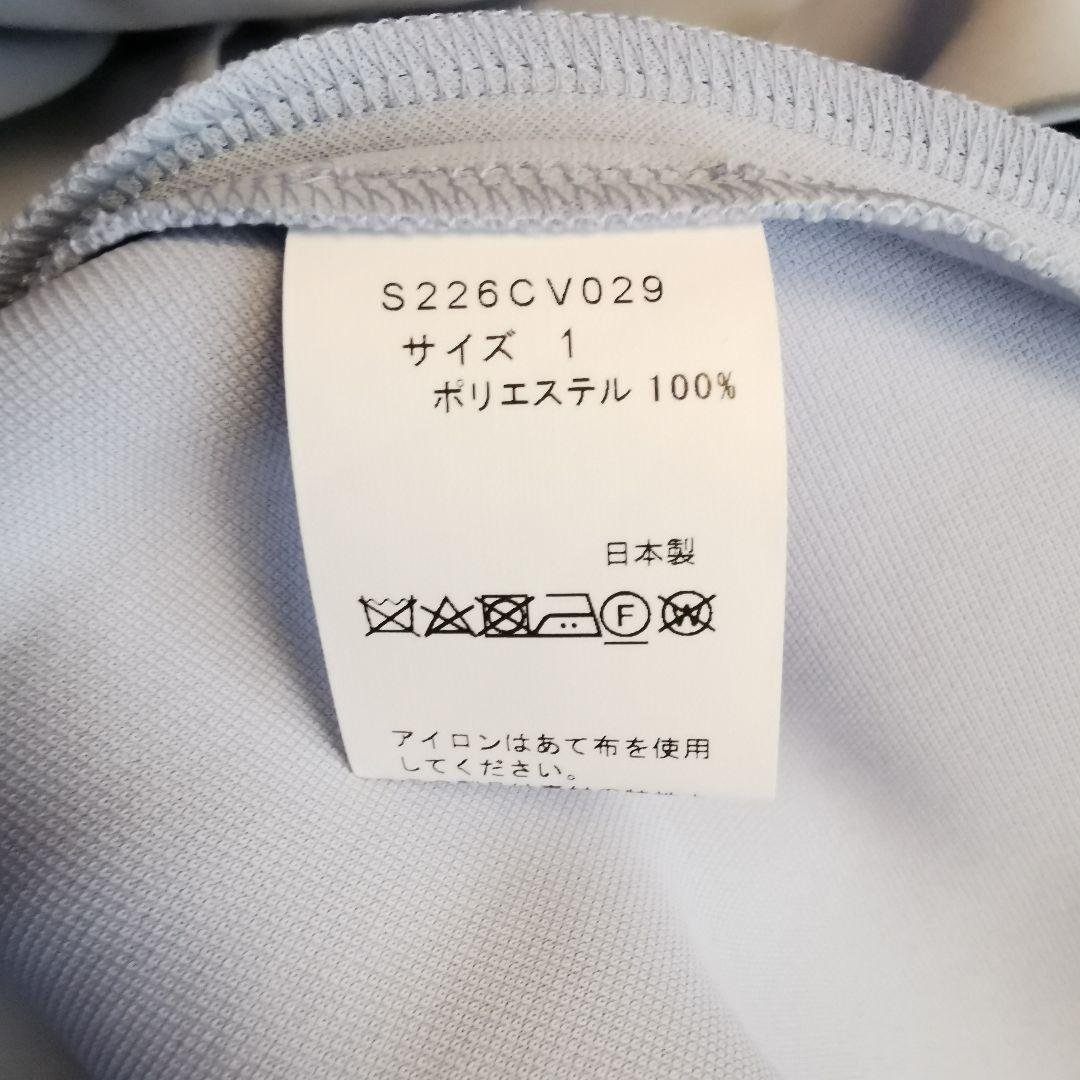 S226CV029
サイズ 1
ポリエステル 100%
日本製
F W
アイロンはあて布を使用
してください。